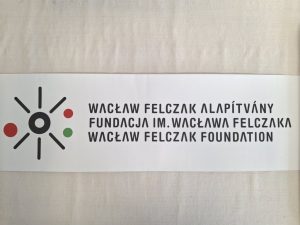 WACŁAW FELCZAK ALAPÍTVÁNY
FUNDACJA IM. WACŁAWA FELCZAKA
WACŁAW FELCZAK FOUNDATION